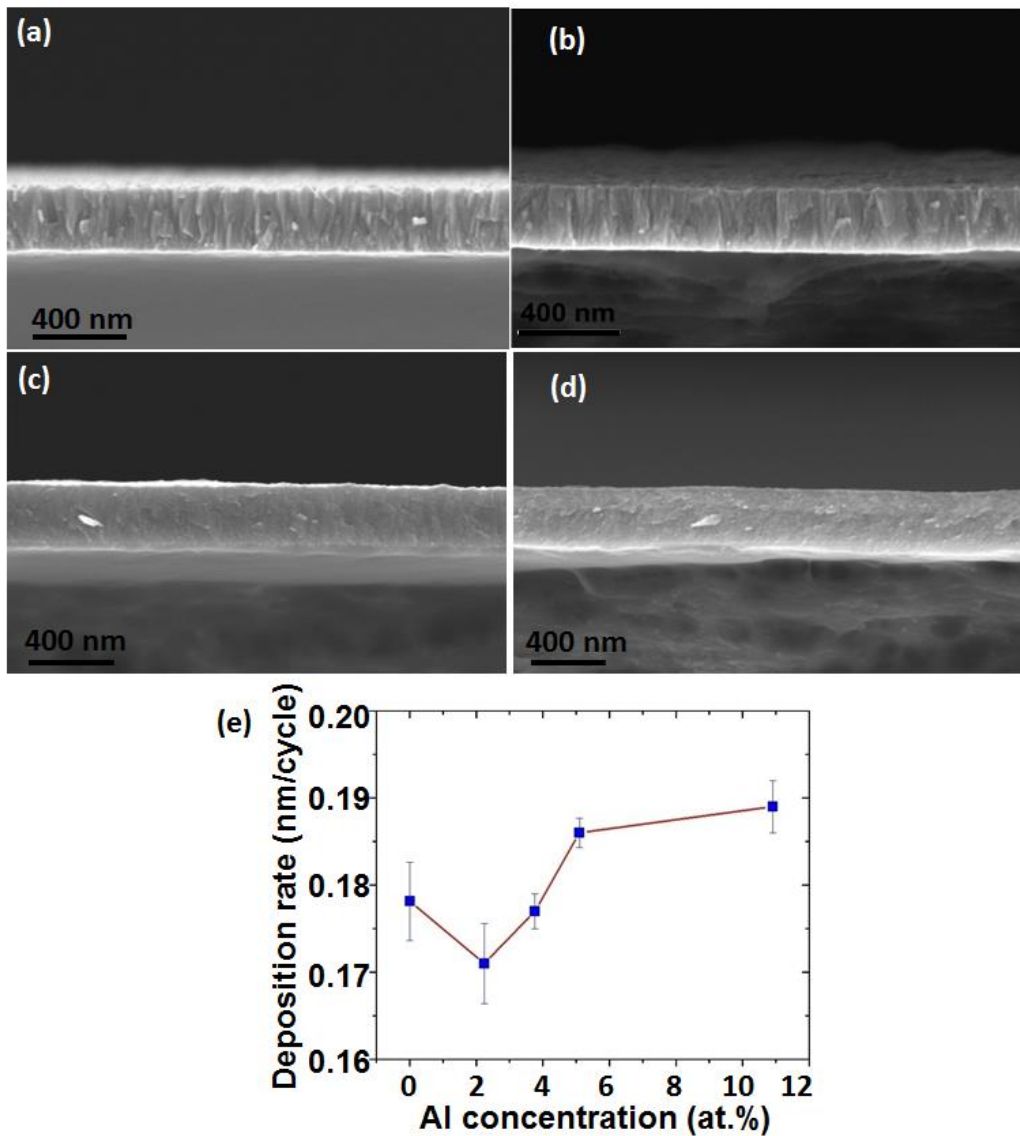 (a)
(b)
400 nm
400 nm
(c)
(d)
400 nm
400 nm
(e)
Deposition rate (nm/cycle)
0.20
0.19
0.18
0.17
0.16
0 2 4 6 8 10 12
Al concentration (at.%)